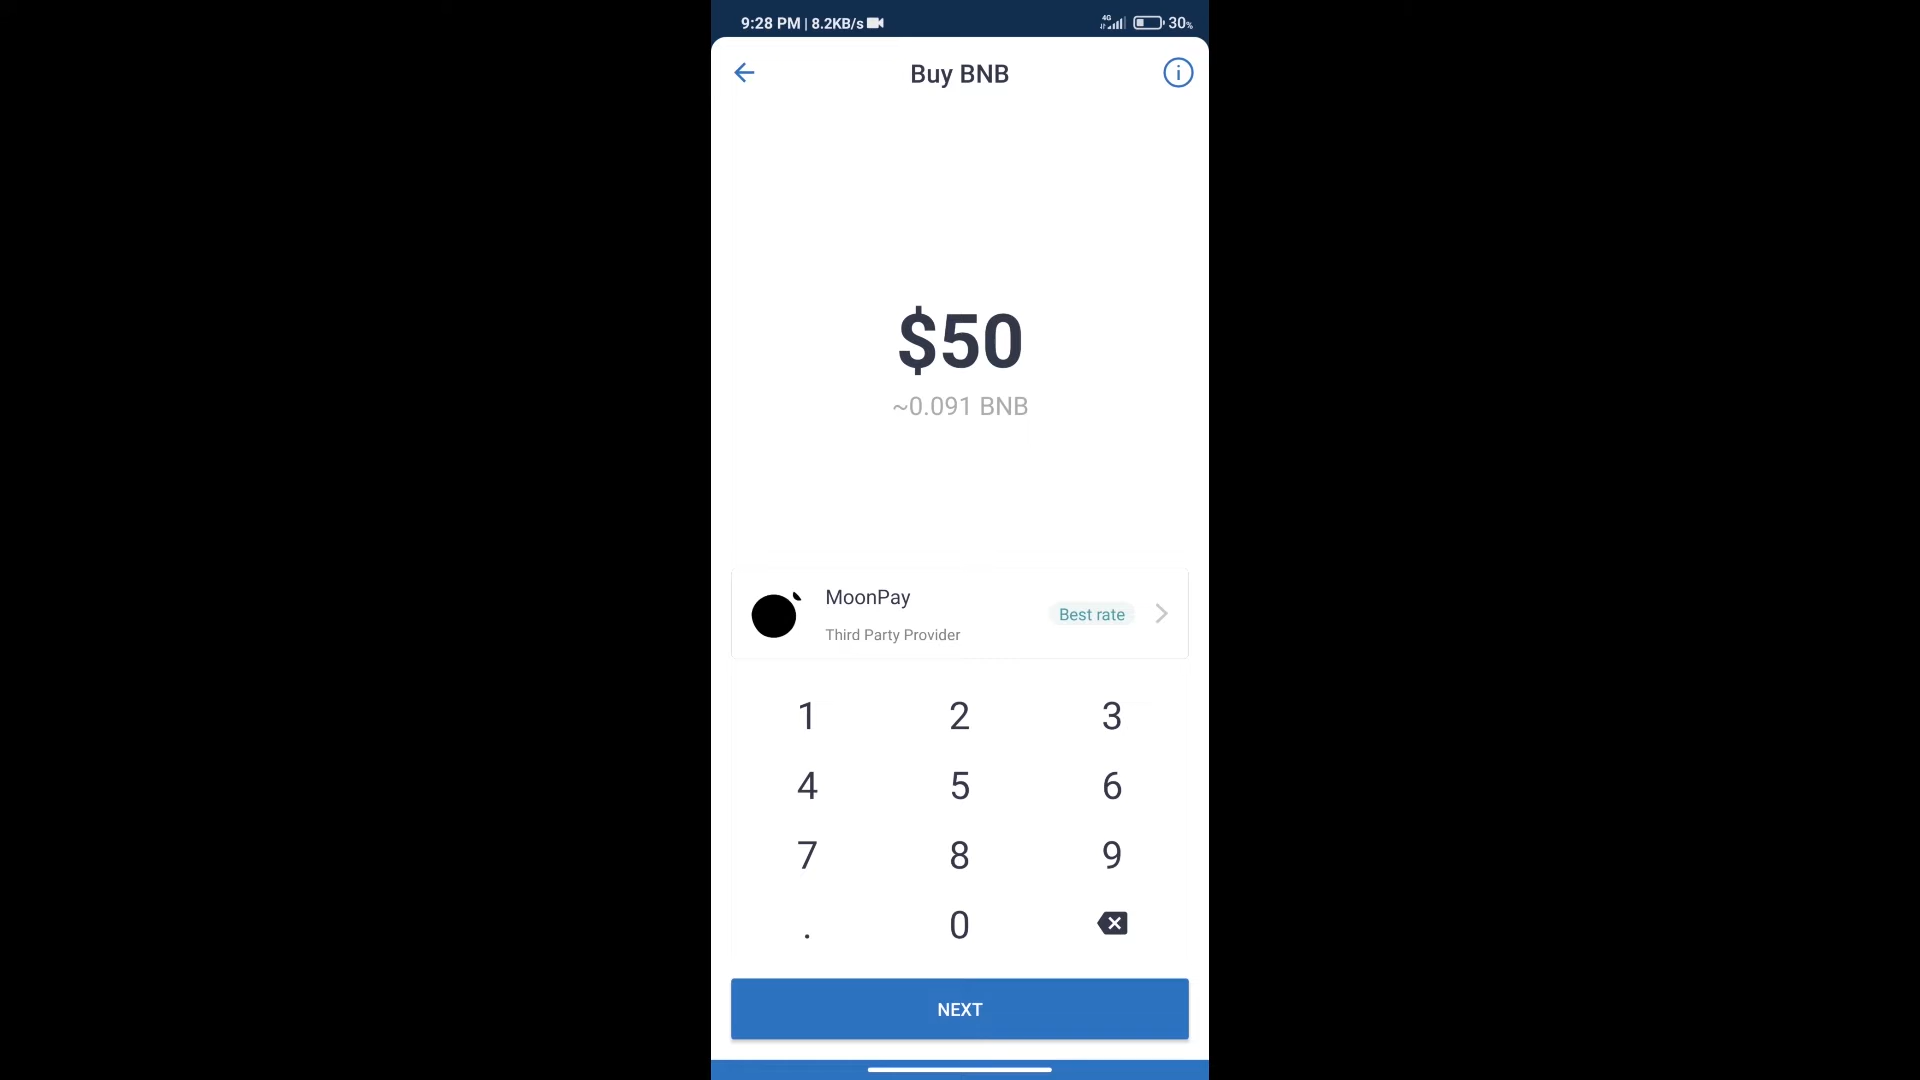 9:28 PM | 8.2KB/s 4G 30%
Buy BNB
$50
~0.091 BNB
MoonPay
Best rate
Third Party Provider
1 2 3
4 5 6
7 8 9
. 0
NEXT